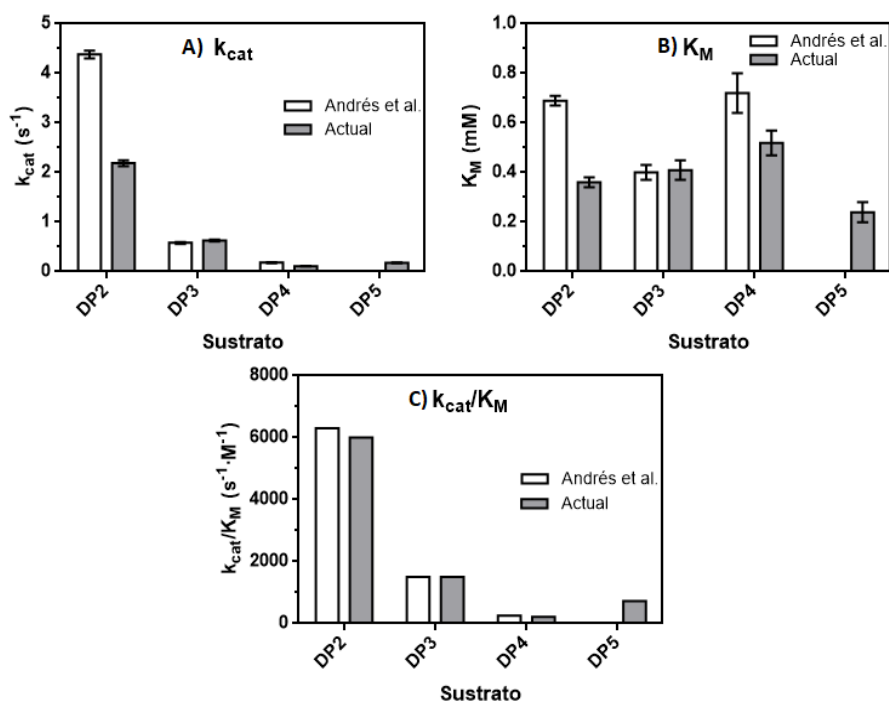 A) kcat
kcat (s-1)
5
4
3
2
1
0
Andrés et al.
Actual
DP2
DP3
DP4
DP5
Sustrato
B) KM
KM (mM)
1.0
0.8
0.6
0.4
0.2
0.0
Andrés et al.
Actual
DP2
DP3
DP4
DP5
Sustrato
C) kcat/KM
kcat/KM (s-1·M-1)
8000
6000
4000
2000
0
Andrés et al.
Actual
DP2
DP3
DP4
DP5
Sustrato